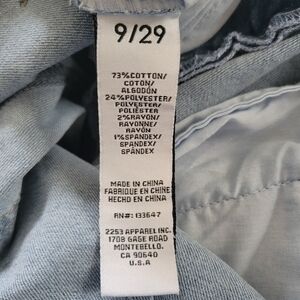 9/29
73%COTTON/
COTON/
ALGODÓN
24%POLYESTER/
POLYESTER/
POLIÉSTER
2%RAYON/
RAYONNE/
RAYÓN
1%SPANDEX/
SPANDEX/
SPANDEX
MADE IN CHINA
FABRIQUÉ EN CHINE
HECHO EN CHINA
RN#: 133647
2253 APPAREL INC.
1708 GAGE ROAD
MONTEBELLO,
CA 90640
U.S.A